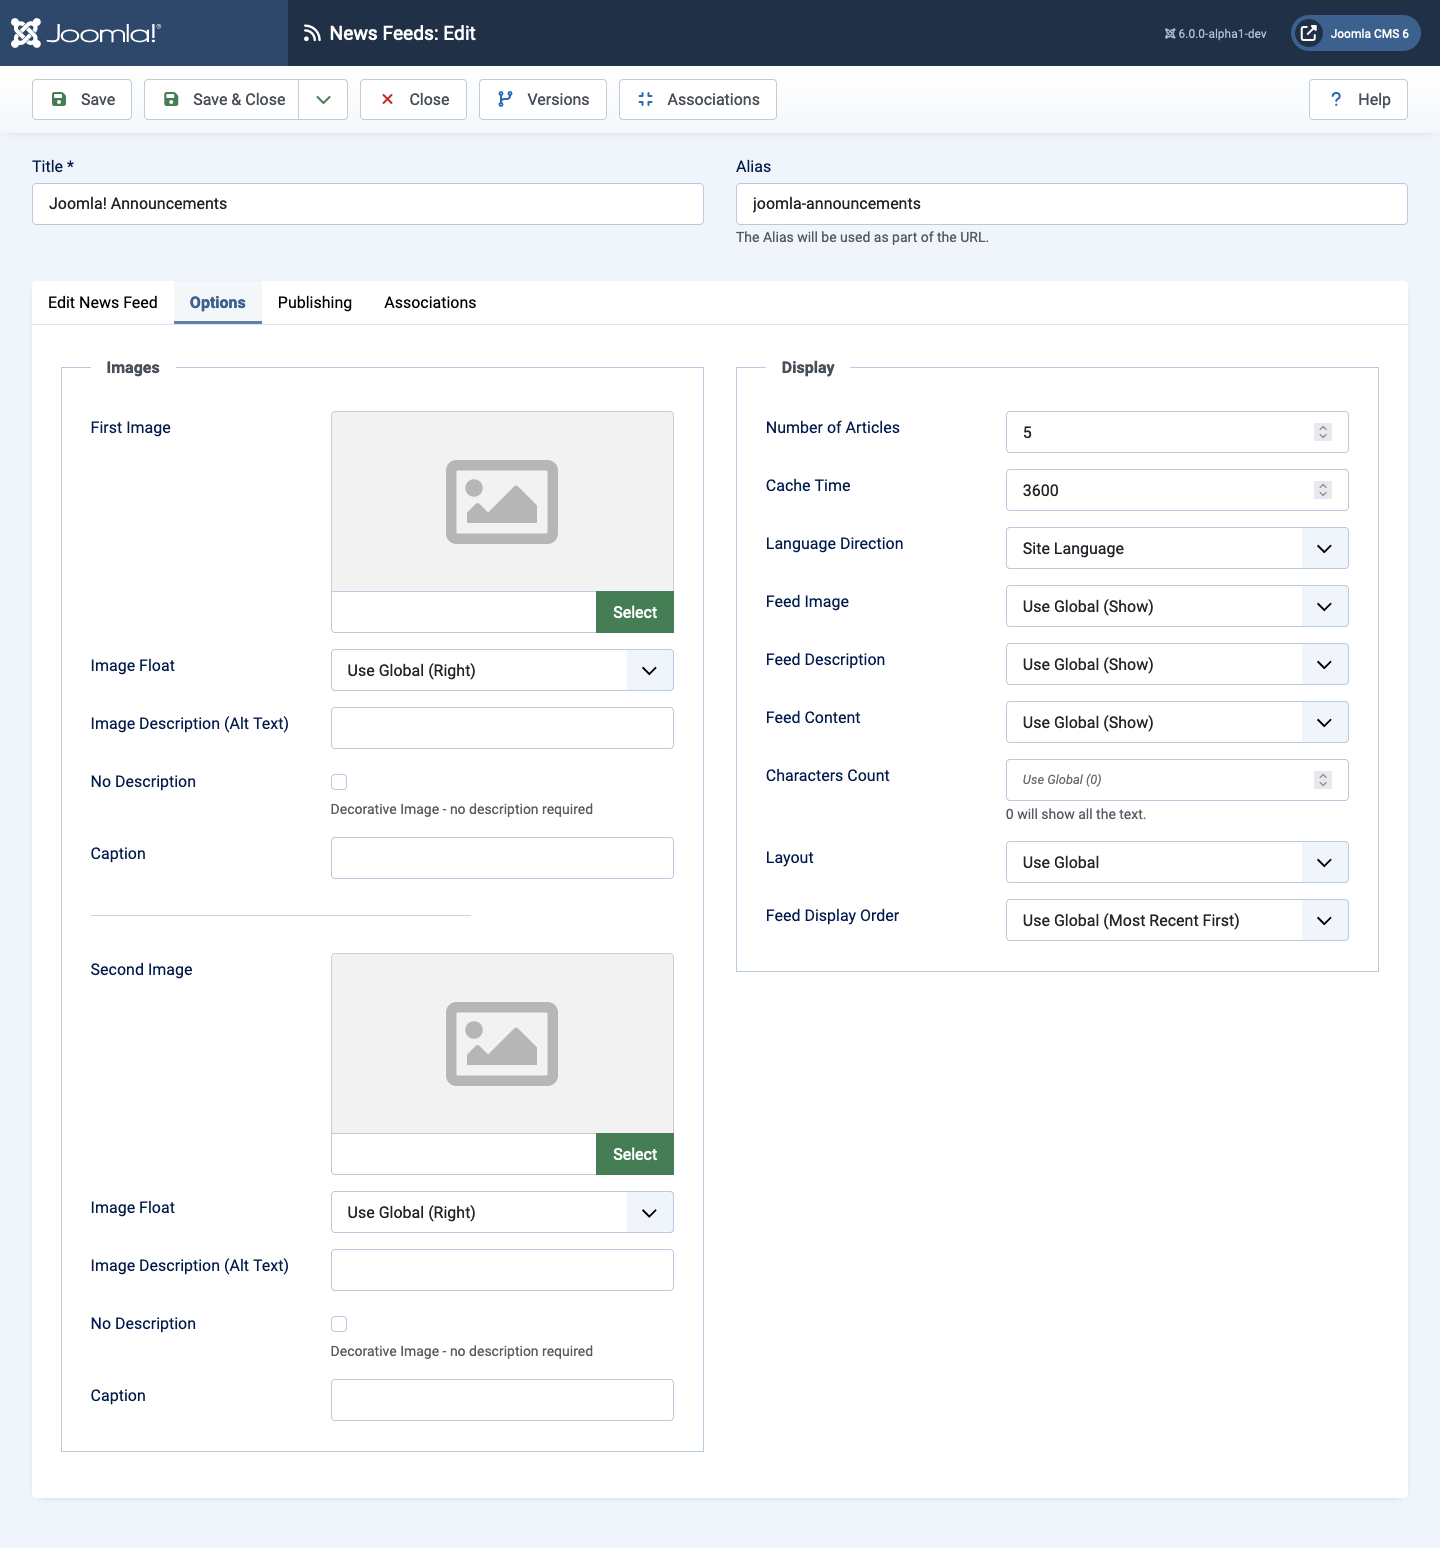 Joomla!®
News Feeds: Edit
6.0.0-alpha1-dev
Joomla CMS 6
Save
Save & Close
Close
Versions
Associations
? Help
Title *
Joomla! Announcements
Alias
joomla-announcements
The Alias will be used as part of the URL.
Edit News Feed
Options
Publishing
Associations
Images
First Image
Select
Image Float
Use Global (Right)
Image Description (Alt Text)
No Description
Decorative Image - no description required
Caption
Second Image
Select
Image Float
Use Global (Right)
Image Description (Alt Text)
No Description
Decorative Image - no description required
Caption
Display
Number of Articles
5
Cache Time
3600
Language Direction
Site Language
Feed Image
Use Global (Show)
Feed Description
Use Global (Show)
Feed Content
Use Global (Show)
Characters Count
Use Global (0)
0 will show all the text.
Layout
Use Global
Feed Display Order
Use Global (Most Recent First)